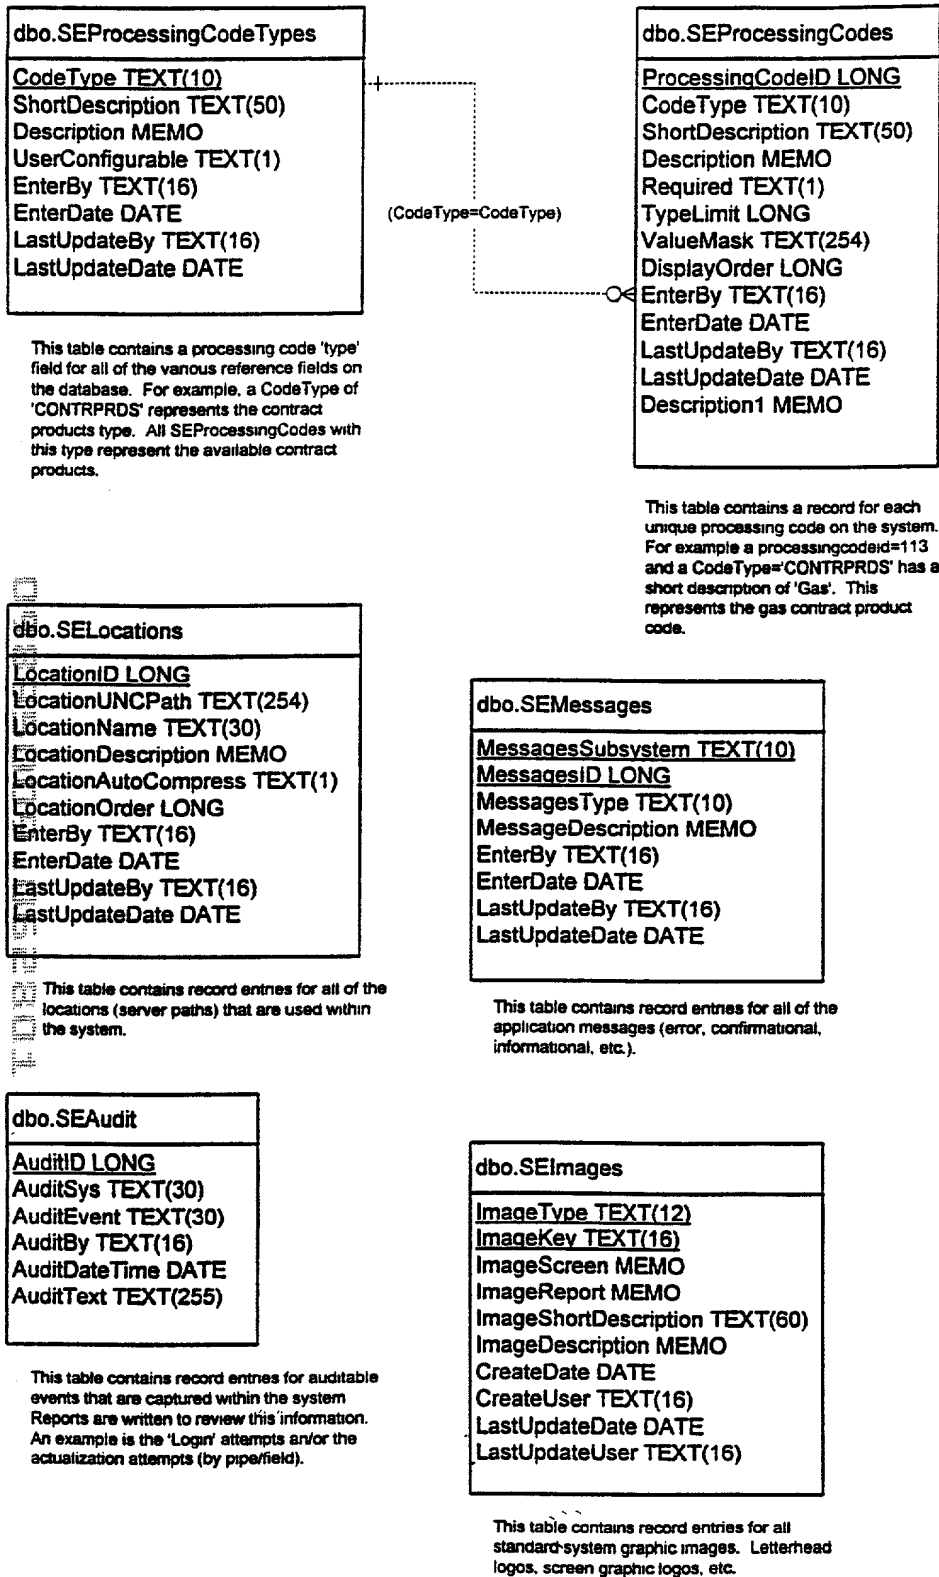 dbo.SEProcessingCodeTypes
CodeType TEXT(10)
ShortDescription TEXT(50)
Description MEMO
UserConfigurable TEXT(1)
EnterBy TEXT(16)
EnterDate DATE
LastUpdateBy TEXT(16)
LastUpdateDate DATE
This table contains a processing code 'type'
field for all of the various reference fields on
the database. For example, a CodeType of
'CONTRPRDS' represents the contract
products type. All SEProcessingCodes with
this type represent the available contract
products.
(CodeType=CodeType)
dbo.SEProcessingCodes
ProcessingCodeID LONG
CodeType TEXT(10)
ShortDescription TEXT(50)
Description MEMO
Required TEXT(1)
TypeLimit LONG
ValueMask TEXT(254)
DisplayOrder LONG
EnterBy TEXT(16)
EnterDate DATE
LastUpdateBy TEXT(16)
LastUpdateDate DATE
Description1 MEMO
This table contains a record for each
unique processing code on the system.
For example a processingcodeid=113
and a CodeType='CONTRPRDS' has a
short description of 'Gas'. This
represents the gas contract product
code.
dbo.SELocations
LocationID LONG
LocationUNCPath TEXT(254)
LocationName TEXT(30)
LocationDescription MEMO
LocationAutoCompress TEXT(1)
LocationOrder LONG
EnterBy TEXT(16)
EnterDate DATE
LastUpdateBy TEXT(16)
LastUpdateDate DATE
This table contains record entries for all of the
locations (server paths) that are used within
the system.
dbo.SEMessages
MessagesSubsystem TEXT(10)
MessagesID LONG
MessagesType TEXT(10)
MessageDescription MEMO
EnterBy TEXT(16)
EnterDate DATE
LastUpdateBy TEXT(16)
LastUpdateDate DATE
This table contains record entries for all of the
application messages (error, confirmational,
informational, etc.).
dbo.SEAudit
AuditID LONG
AuditSys TEXT(30)
AuditEvent TEXT(30)
AuditBy TEXT(16)
AuditDateTime DATE
AuditText TEXT(255)
This table contains record entries for auditable
events that are captured within the system
Reports are written to review this information.
An example is the 'Login' attempts an/or the
actualization attempts (by pipe/field).
dbo.SEImages
ImageType TEXT(12)
ImageKey TEXT(16)
ImageScreen MEMO
ImageReport MEMO
ImageShortDescription TEXT(60)
ImageDescription MEMO
CreateDate DATE
CreateUser TEXT(16)
LastUpdateDate DATE
LastUpdateUser TEXT(16)
This table contains record entries for all
standard system graphic images. Letterhead
logos, screen graphic logos, etc.